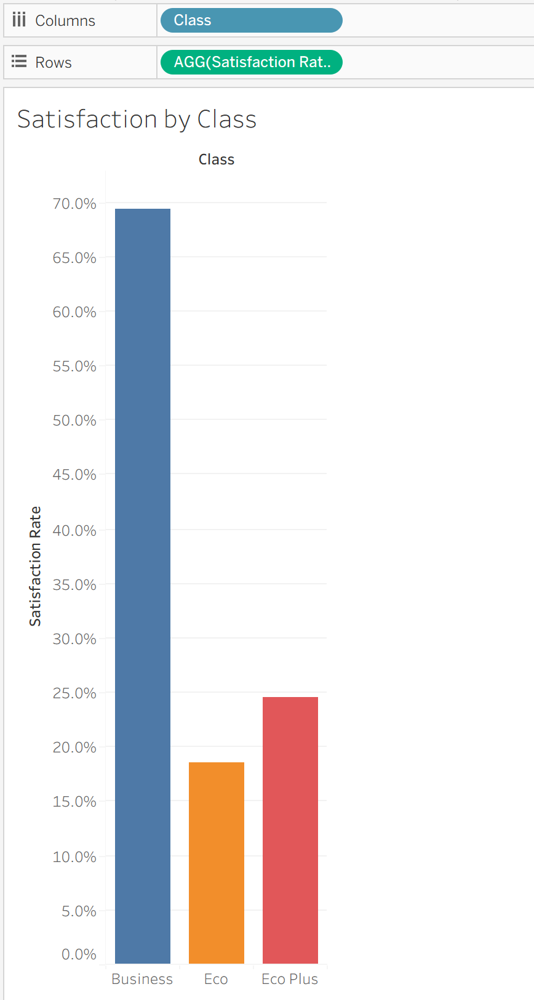 Columns
Class
Rows
AGG(Satisfaction Rat..
Satisfaction by Class
Class
70.0%
65.0%
60.0%
55.0%
50.0%
45.0%
40.0%
35.0%
30.0%
25.0%
20.0%
15.0%
10.0%
5.0%
0.0%
Satisfaction Rate
Business
Eco
Eco Plus